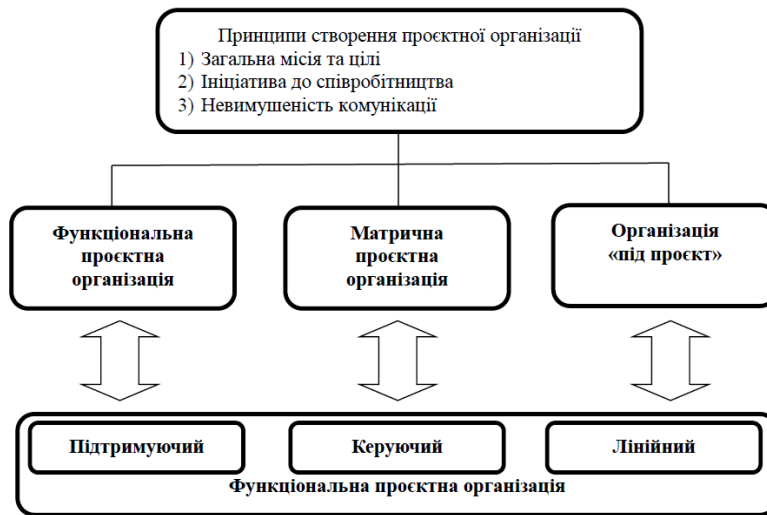 Принципи створення проєктної організації
1) Загальна місія та цілі
2) Ініціатива до співробітництва
3) Невимушеність комунікації
Функціональна
проєктна
організація
Матрична
проєктна
організація
Організація
«під проєкт»
Підтримуючий
Керуючий
Лінійний
Функціональна проєктна організація